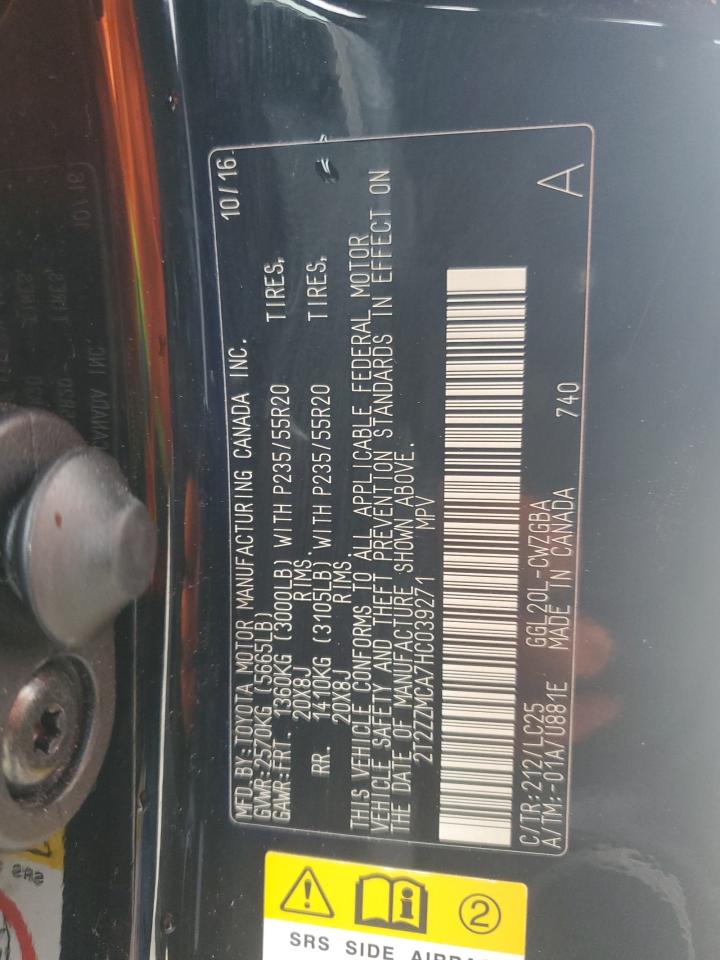 MFD. BY: TOYOTA MOTOR MANUFACTURING CANADA INC. 10/16
GVWR: 2570KG (5665LB)
GAWR: FRT. 1360KG (3000LB) WITH P235/55R20 TIRES,
20X8J RIMS
RR. 1410KG (3105LB) WITH P235/55R20 TIRES,
20X8J RIMS
THIS VEHICLE CONFORMS TO ALL APPLICABLE FEDERAL MOTOR
VEHICLE SAFETY AND THEFT PREVENTION STANDARDS IN EFFECT ON
THE DATE OF MANUFACTURE SHOWN ABOVE.
2T2ZZMCA7HC039271 MPV
C/TR: 212/LC25 GGL20L-CWZGBA 740 A
A/TM: -01A/U881E MADE IN CANADA
2
SRS SIDE
SRS